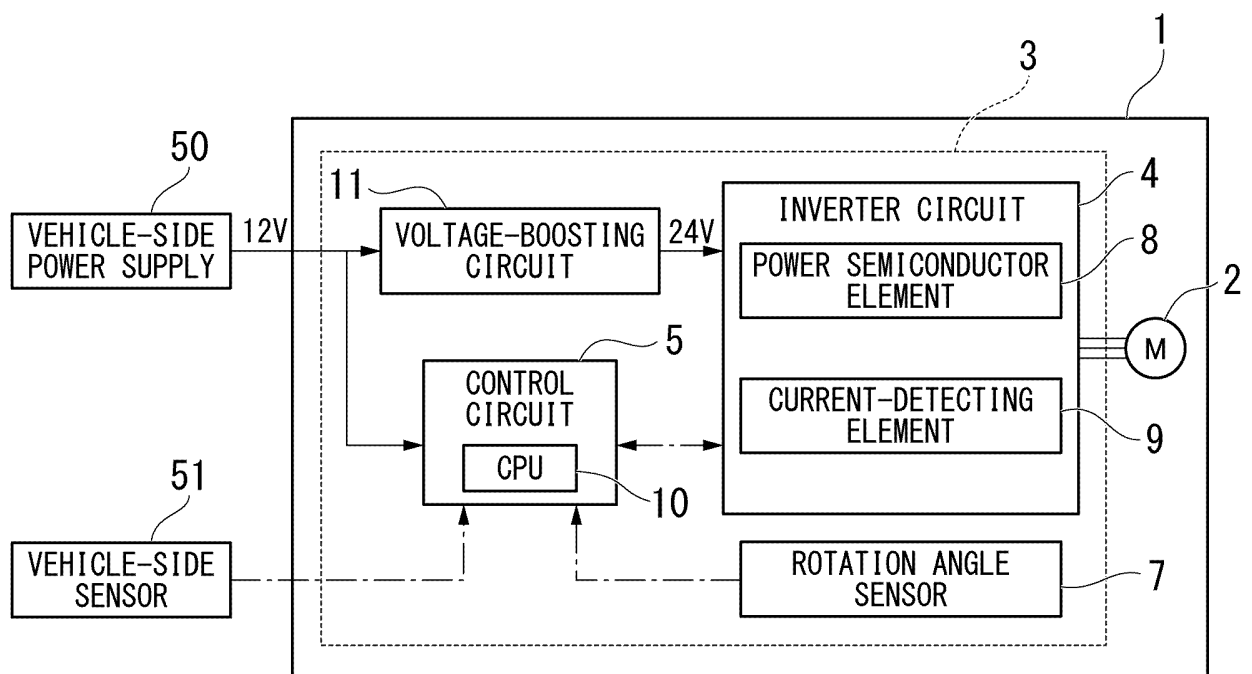 1
3
50
11
4
VEHICLE-SIDE
POWER SUPPLY
12V
VOLTAGE-BOOSTING
CIRCUIT
24V
INVERTER CIRCUIT
POWER SEMICONDUCTOR
ELEMENT
8
2
M
5
CONTROL
CIRCUIT
CPU
10
CURRENT-DETECTING
ELEMENT
9
51
VEHICLE-SIDE
SENSOR
ROTATION ANGLE
SENSOR
7